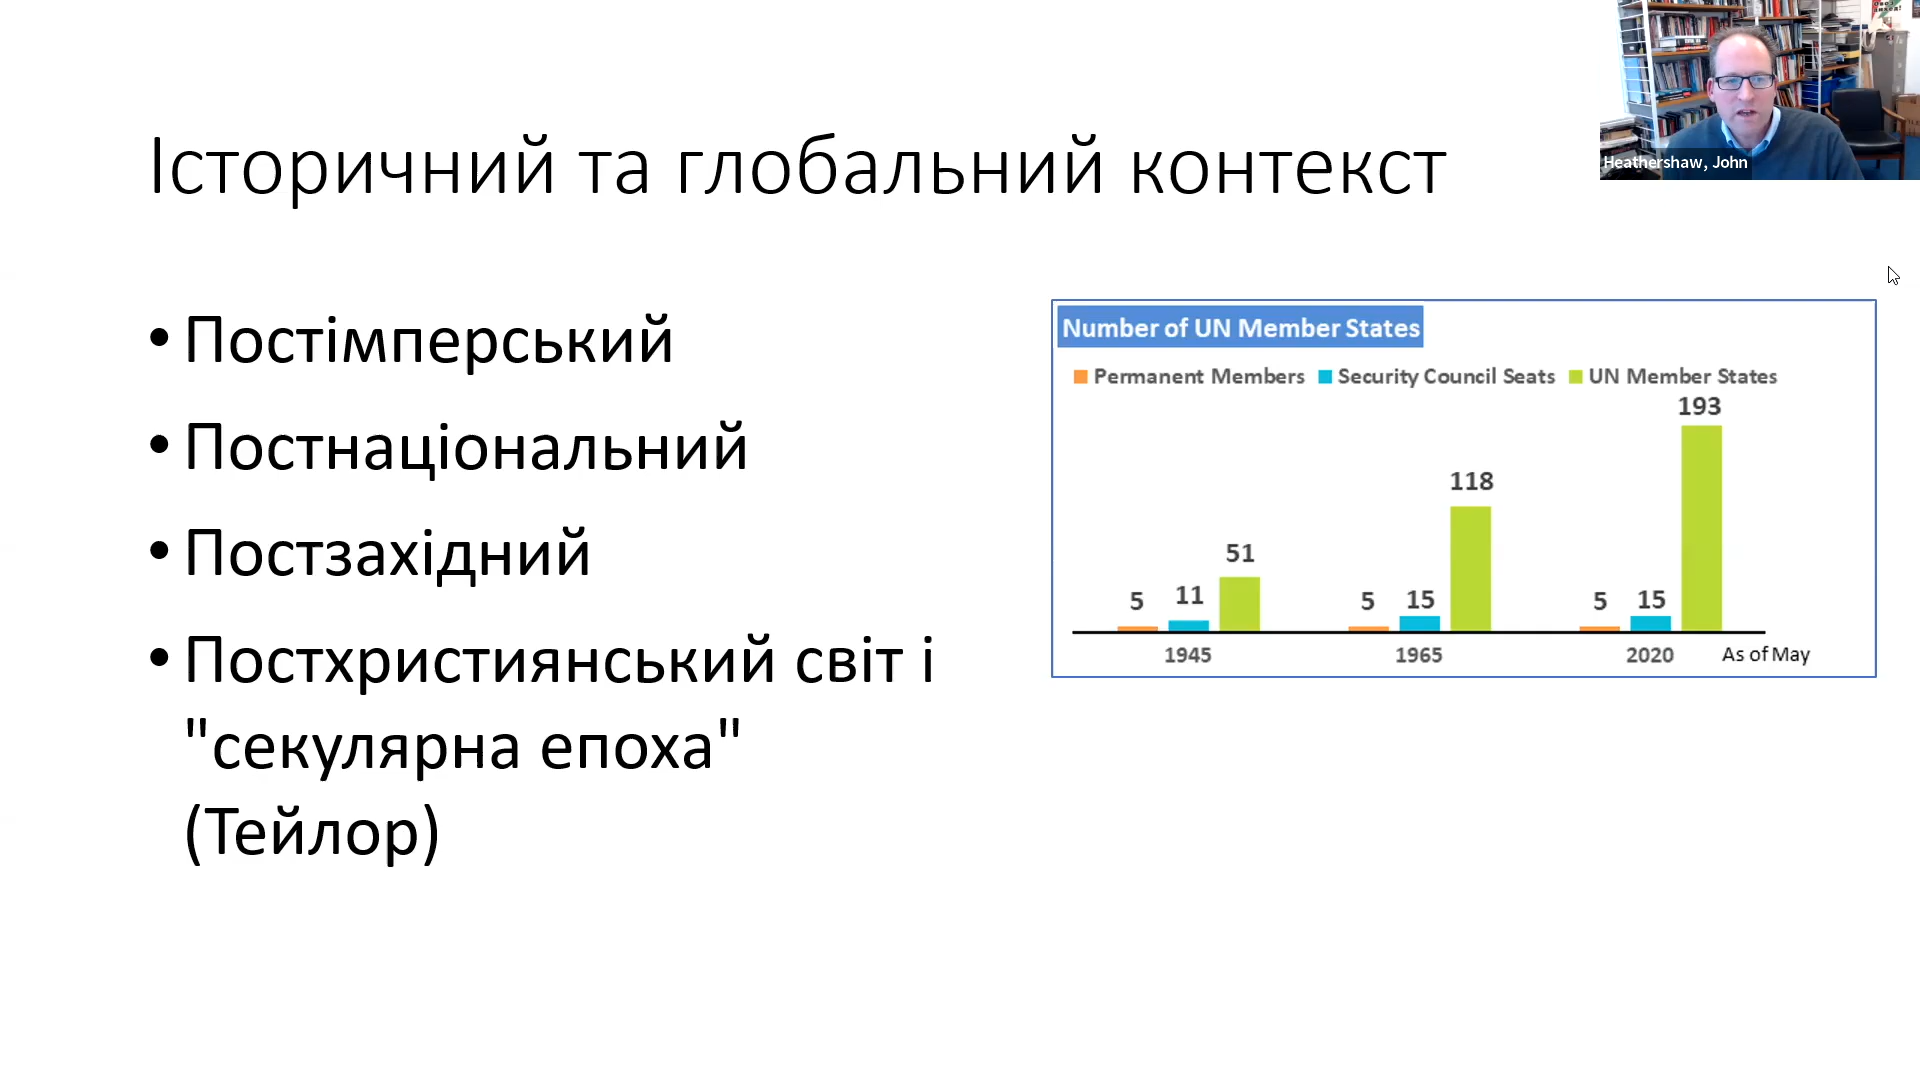 Історичний та глобальний контекст
Heathershaw, John
• Постімперський
• Постнаціональний
• Постзахідний
• Постхристиянський світ і
"секулярна епоха"
(Тейлор)
Number of UN Member States
Permanent Members Security Council Seats UN Member States
5 11 51
5 15 118
5 15 193
1945 1965 2020 As of May